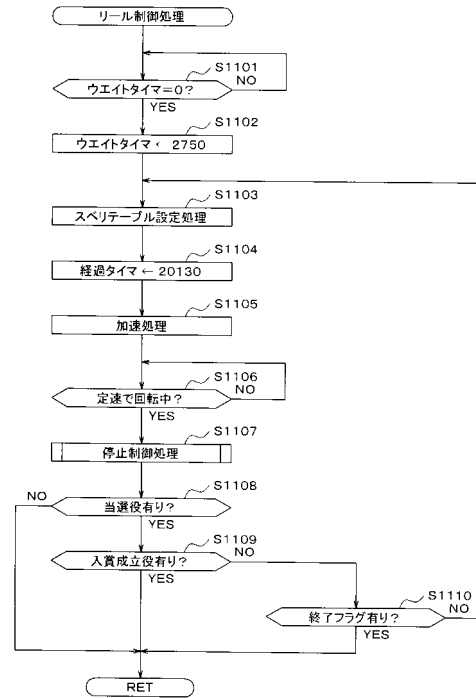 リール制御処理
S1101
ウエイトタイマ=0?
NO
YES
S1102
ウエイトタイマ ← 2750
S1103
スベリテーブル設定処理
S1104
経過タイマ ← 20130
S1105
加速処理
S1106
定速で回転中?
NO
YES
S1107
停止制御処理
S1108
NO
当選役有り?
YES
S1109
入賞成立役有り?
NO
YES
S1110
終了フラグ有り?
NO
YES
RET